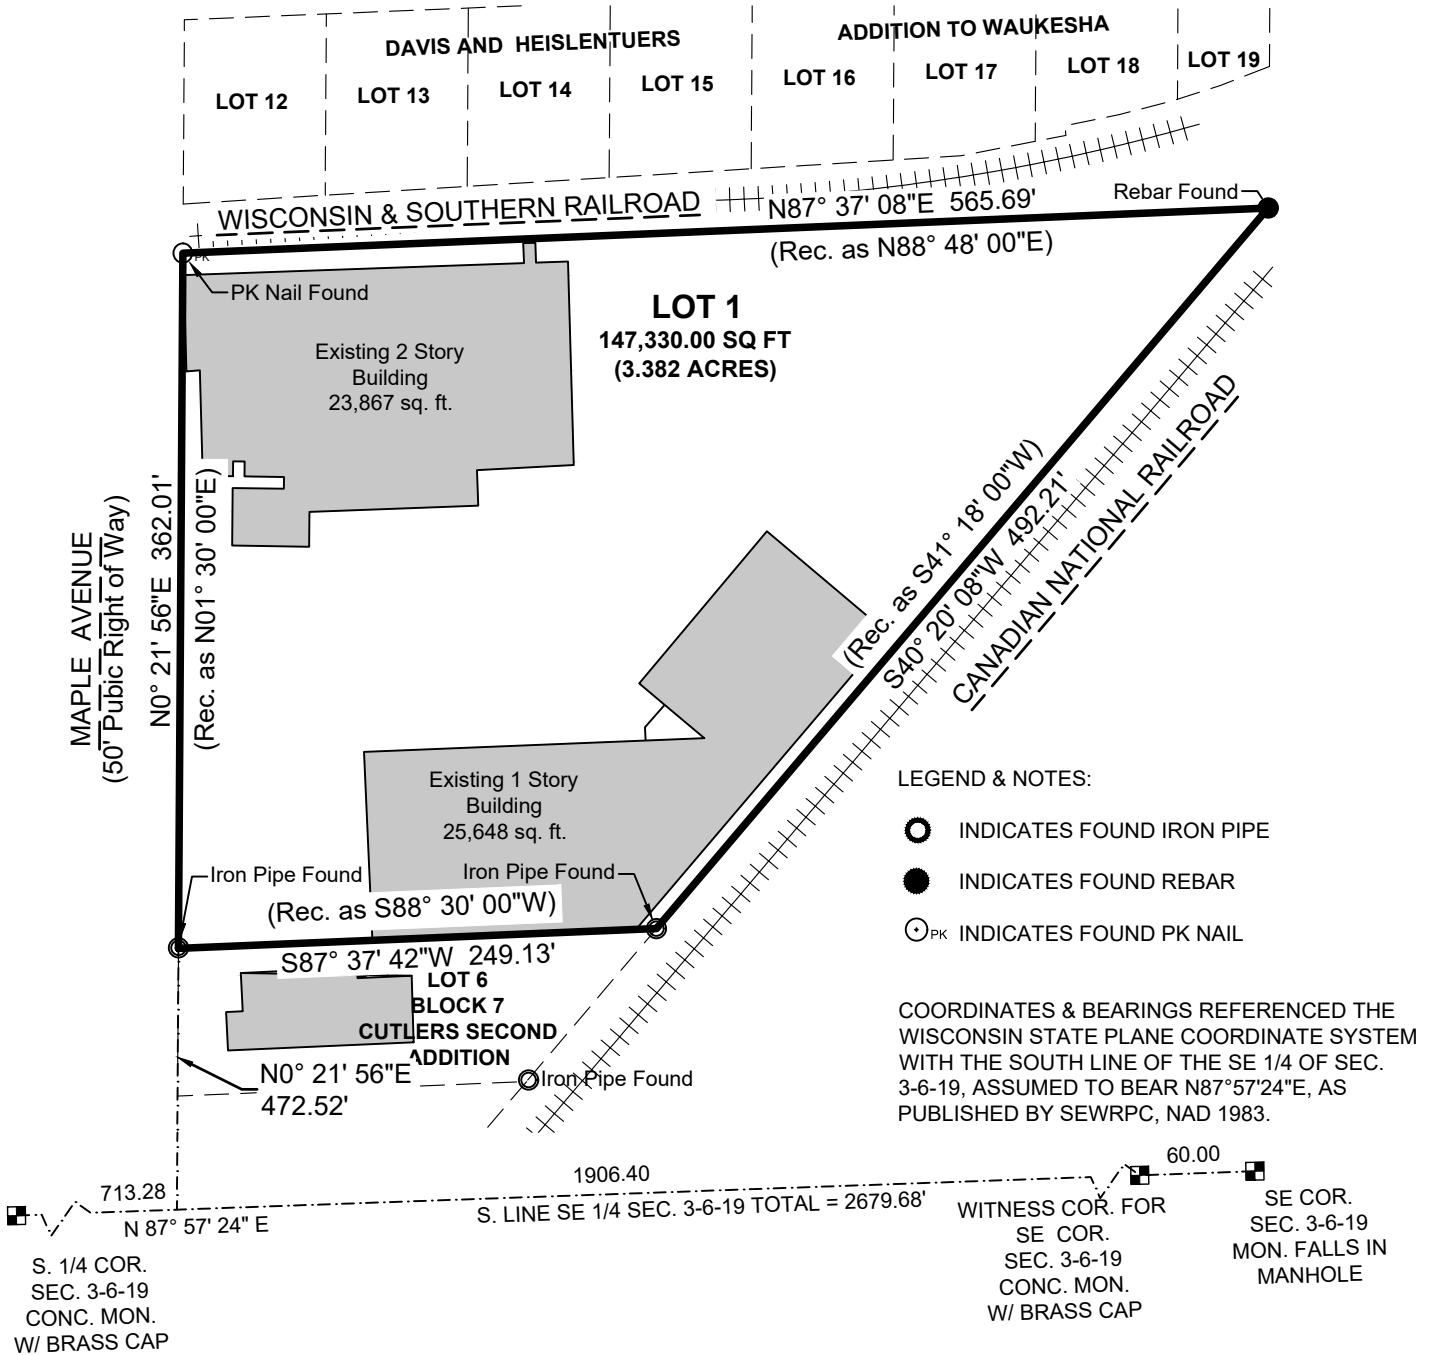 DAVIS AND HEISLENTUERS
ADDITION TO WAUKESHA
LOT 12
LOT 13
LOT 14
LOT 15
LOT 16
LOT 17
LOT 18
LOT 19
WISCONSIN & SOUTHERN RAILROAD
N87° 37' 08"E 565.69'
(Rec. as N88° 48' 00"E)
Rebar Found
PK
PK Nail Found
LOT 1
147,330.00 SQ FT
(3.382 ACRES)
Existing 2 Story
Building
23,867 sq. ft.
MAPLE AVENUE
(50' Pubic Right of Way)
N0° 21' 56"E 362.01'
(Rec. as N01° 30' 00"E)
(Rec. as S41° 18' 00"W)
S40° 20' 08"W 492.21'
CANADIAN NATIONAL RAILROAD
Existing 1 Story
Building
25,648 sq. ft.
Iron Pipe Found
Iron Pipe Found
(Rec. as S88° 30' 00"W)
S87° 37' 42"W 249.13'
LOT 6
BLOCK 7
CUTLERS SECOND
ADDITION
N0° 21' 56"E
472.52'
Iron Pipe Found
LEGEND & NOTES:
INDICATES FOUND IRON PIPE
INDICATES FOUND REBAR
PK INDICATES FOUND PK NAIL
COORDINATES & BEARINGS REFERENCED THE
WISCONSIN STATE PLANE COORDINATE SYSTEM
WITH THE SOUTH LINE OF THE SE 1/4 OF SEC.
3-6-19, ASSUMED TO BEAR N87°57'24"E, AS
PUBLISHED BY SEWRPC, NAD 1983.
713.28
N 87° 57' 24" E
1906.40
S. LINE SE 1/4 SEC. 3-6-19 TOTAL = 2679.68'
60.00
S. 1/4 COR.
SEC. 3-6-19
CONC. MON.
W/ BRASS CAP
WITNESS COR. FOR
SE COR.
SEC. 3-6-19
CONC. MON.
W/ BRASS CAP
SE COR.
SEC. 3-6-19
MON. FALLS IN
MANHOLE